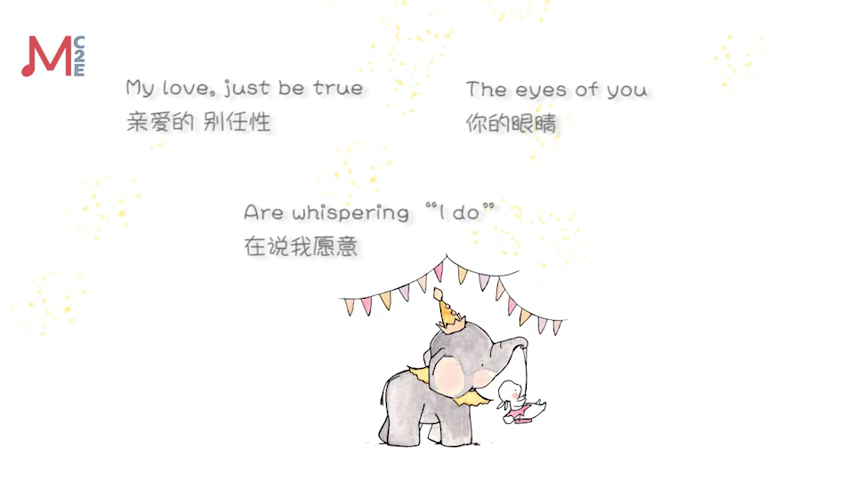 MC2E
My love, just be true
亲爱的 别任性
The eyes of you
你的眼睛
Are whispering “I do”
在说我愿意